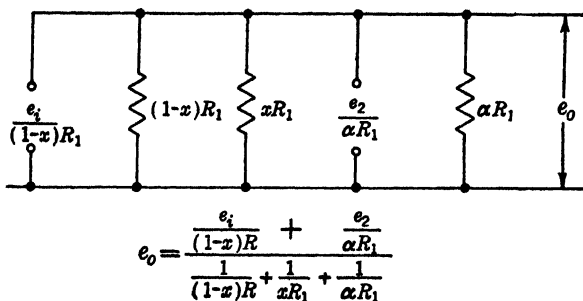 e_i/(1-x)R_1
(1-x)R_1
xR_1
e_2/αR_1
αR_1
e_o
e_o = (e_i/(1-x)R + e_2/αR_1) / (1/(1-x)R + 1/xR_1 + 1/αR_1)